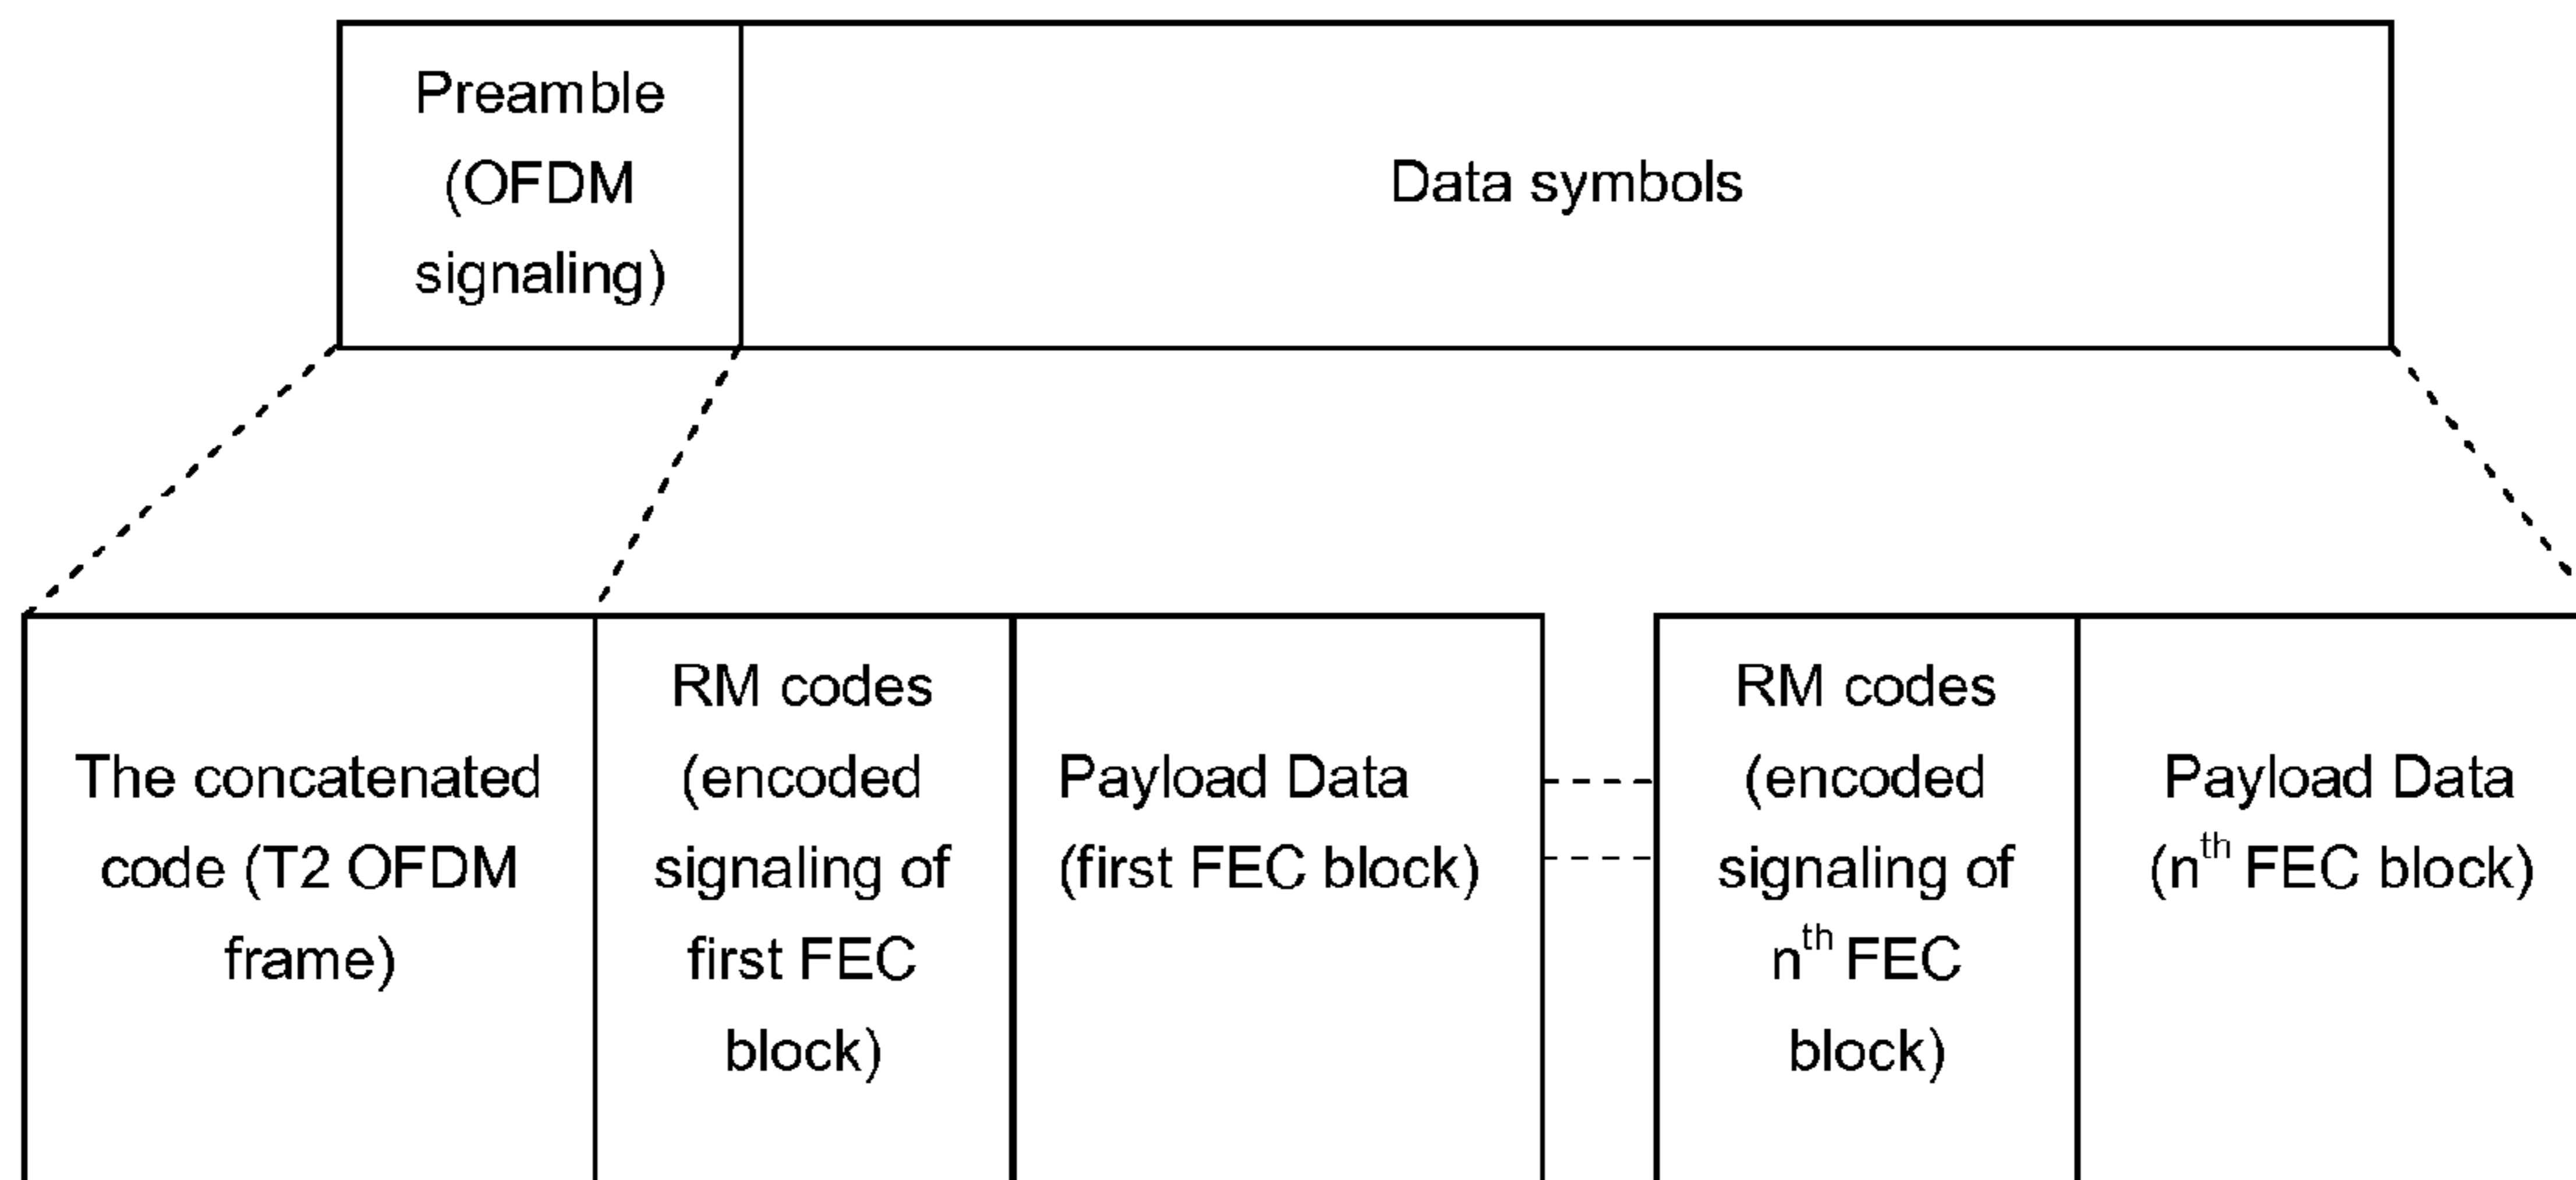 Preamble
(OFDM
signaling)
Data symbols
The concatenated
code (T2 OFDM
frame)
RM codes
(encoded
signaling of
first FEC
block)
Payload Data
(first FEC block)
RM codes
(encoded
signaling of
nth FEC
block)
Payload Data
(nth FEC block)